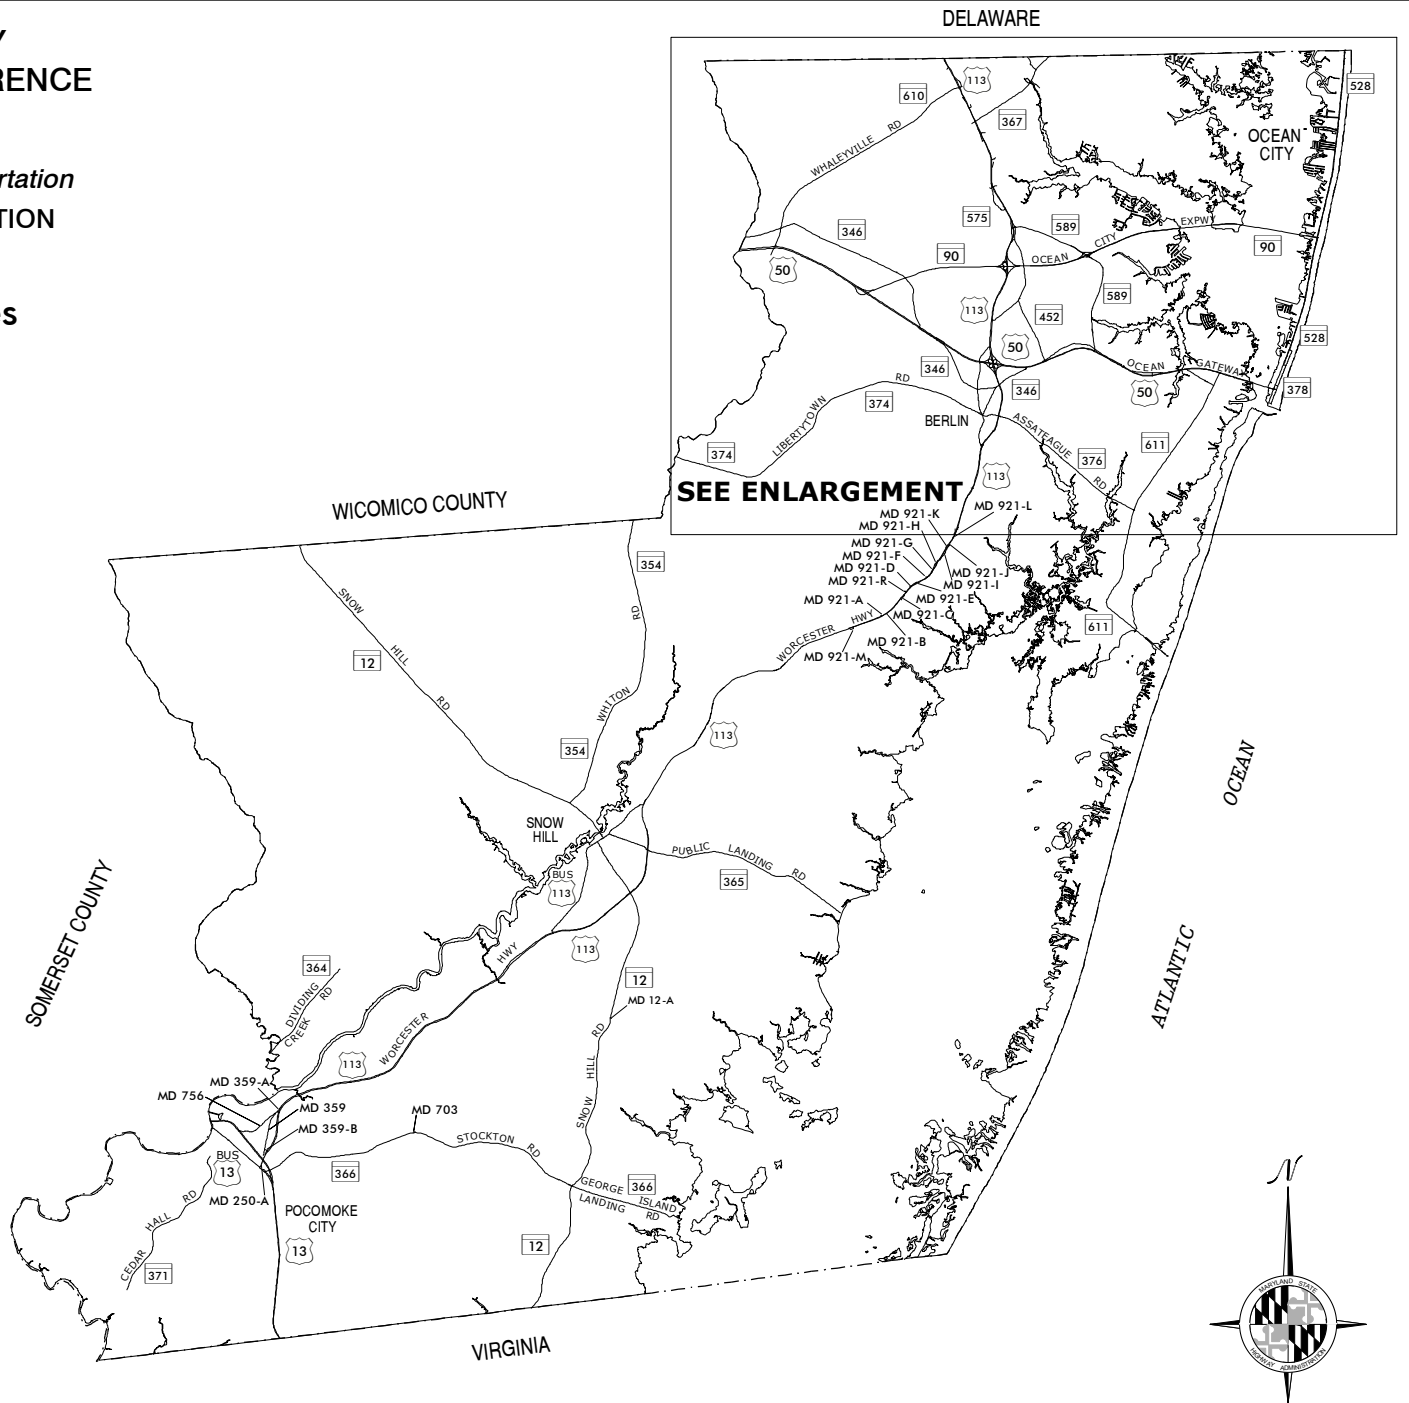 DELAWARE
Y
RENCE
rtation
TION
s
113
610
528
367
WHALEYVILLE RD
OCEAN
CITY
575
589
EXPWY
346
CITY
90
90
OCEAN
50
589
113
452
528
50
346
OCEAN GATEWAY
RD
50
378
346
374
LIBERTYTOWN
BERLIN
ASSATEAGUE
611
374
376
RD
113
SEE ENLARGEMENT
WICOMICO COUNTY
MD 921-L
MD 921-K
MD 921-H
MD 921-G
MD 921-F
MD 921-D
MD 921-R
MD 921-J
MD 921-I
MD 921-E
MD 921-A
MD 921-C
WORCESTER HWY
MD 921-B
MD 921-M
354
RD
611
SNOW HILL RD
12
WHITON
354
113
OCEAN
SNOW
HILL
PUBLIC LANDING RD
365
BUS
113
HWY
113
SOMERSET COUNTY
ATLANTIC
364
DIVIDING
CREEK
RD
12
MD 12-A
RD
WORCESTER
113
HILL
MD 359-A
MD 756
MD 359
MD 703
SNOW
MD 359-B
STOCKTON RD
BUS
13
366
GEORGE ISLAND
LANDING RD
366
MD 250-A
POCOMOKE
CITY
HALL RD
CEDAR
371
13
12
VIRGINIA
N
MARYLAND STATE
HIGHWAY ADMINISTRATION